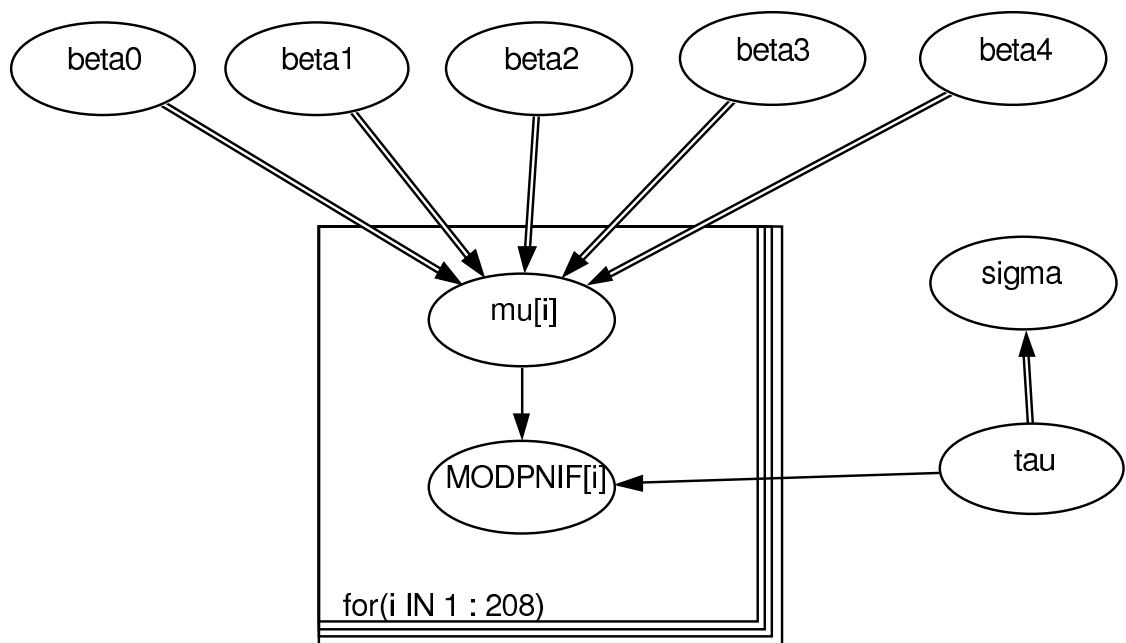 beta0
beta1
beta2
beta3
beta4
mu[i]
sigma
MODPNIF[i]
tau
for(i IN 1 : 208)